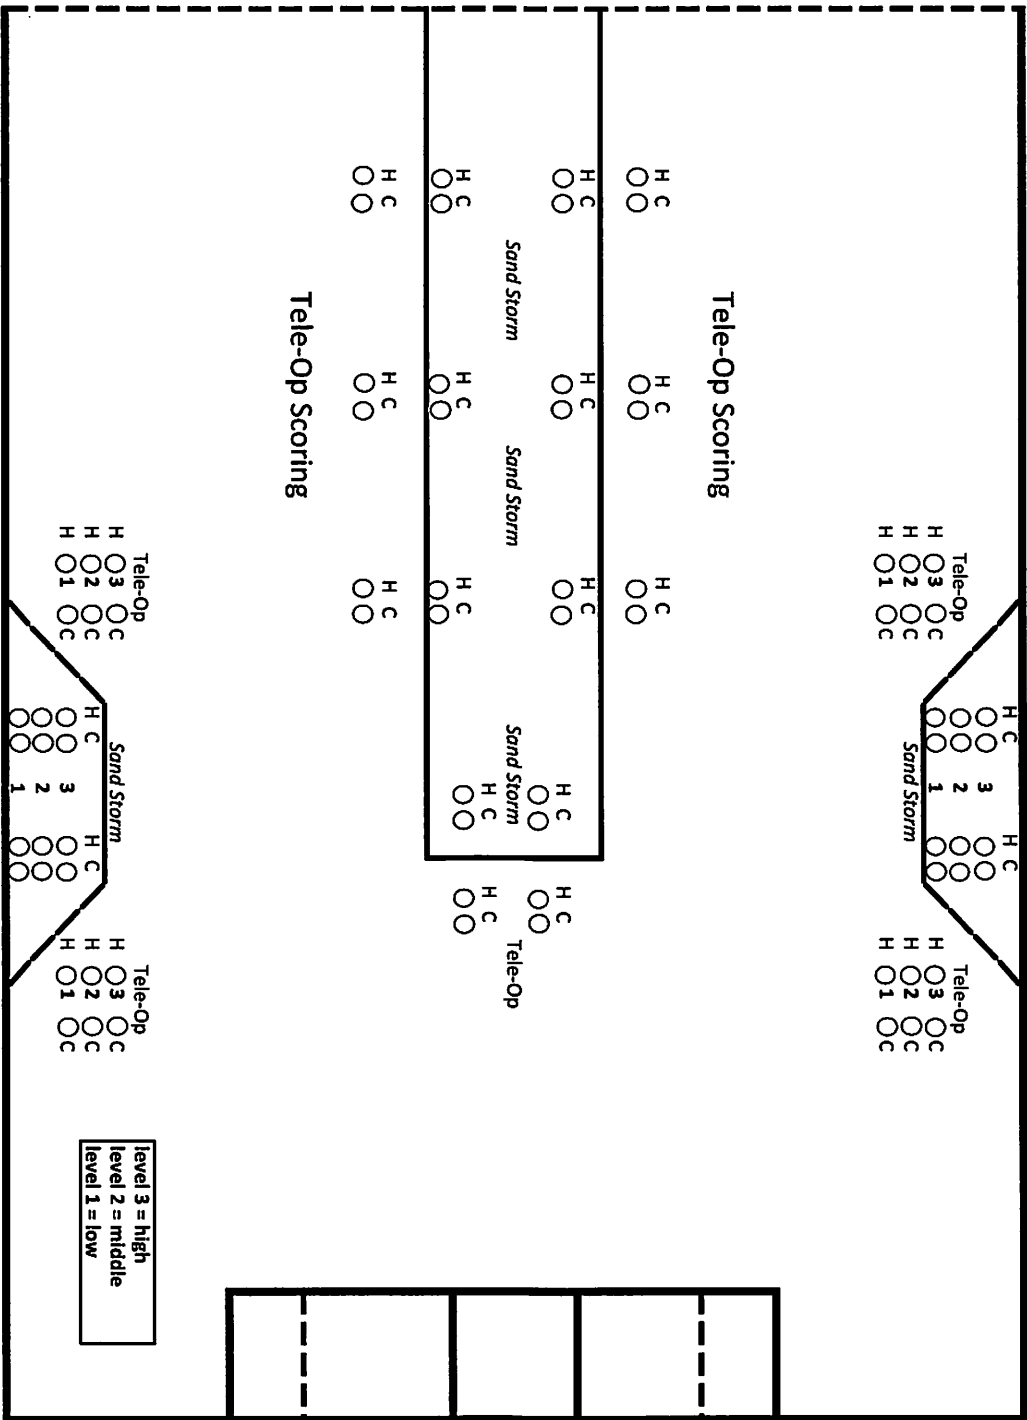 H C H C
3
Tele-Op 2 Tele-Op
H 3 C 1 H 3 C
H 2 C Sand Storm H 2 C
H 1 C H 1 C
Tele-Op Scoring
H C H C H C
H C H C H C
H C H C
Sand Storm Sand Storm Sand Storm Tele-Op
H C H C
H C H C H C
H C H C H C
Tele-Op Scoring
Tele-Op Tele-Op
H 3 C Sand Storm H 3 C
H 2 C H C H C H 2 C
H 1 C 3 H 1 C
2
1
level 3 = high
level 2 = middle
level 1 = low